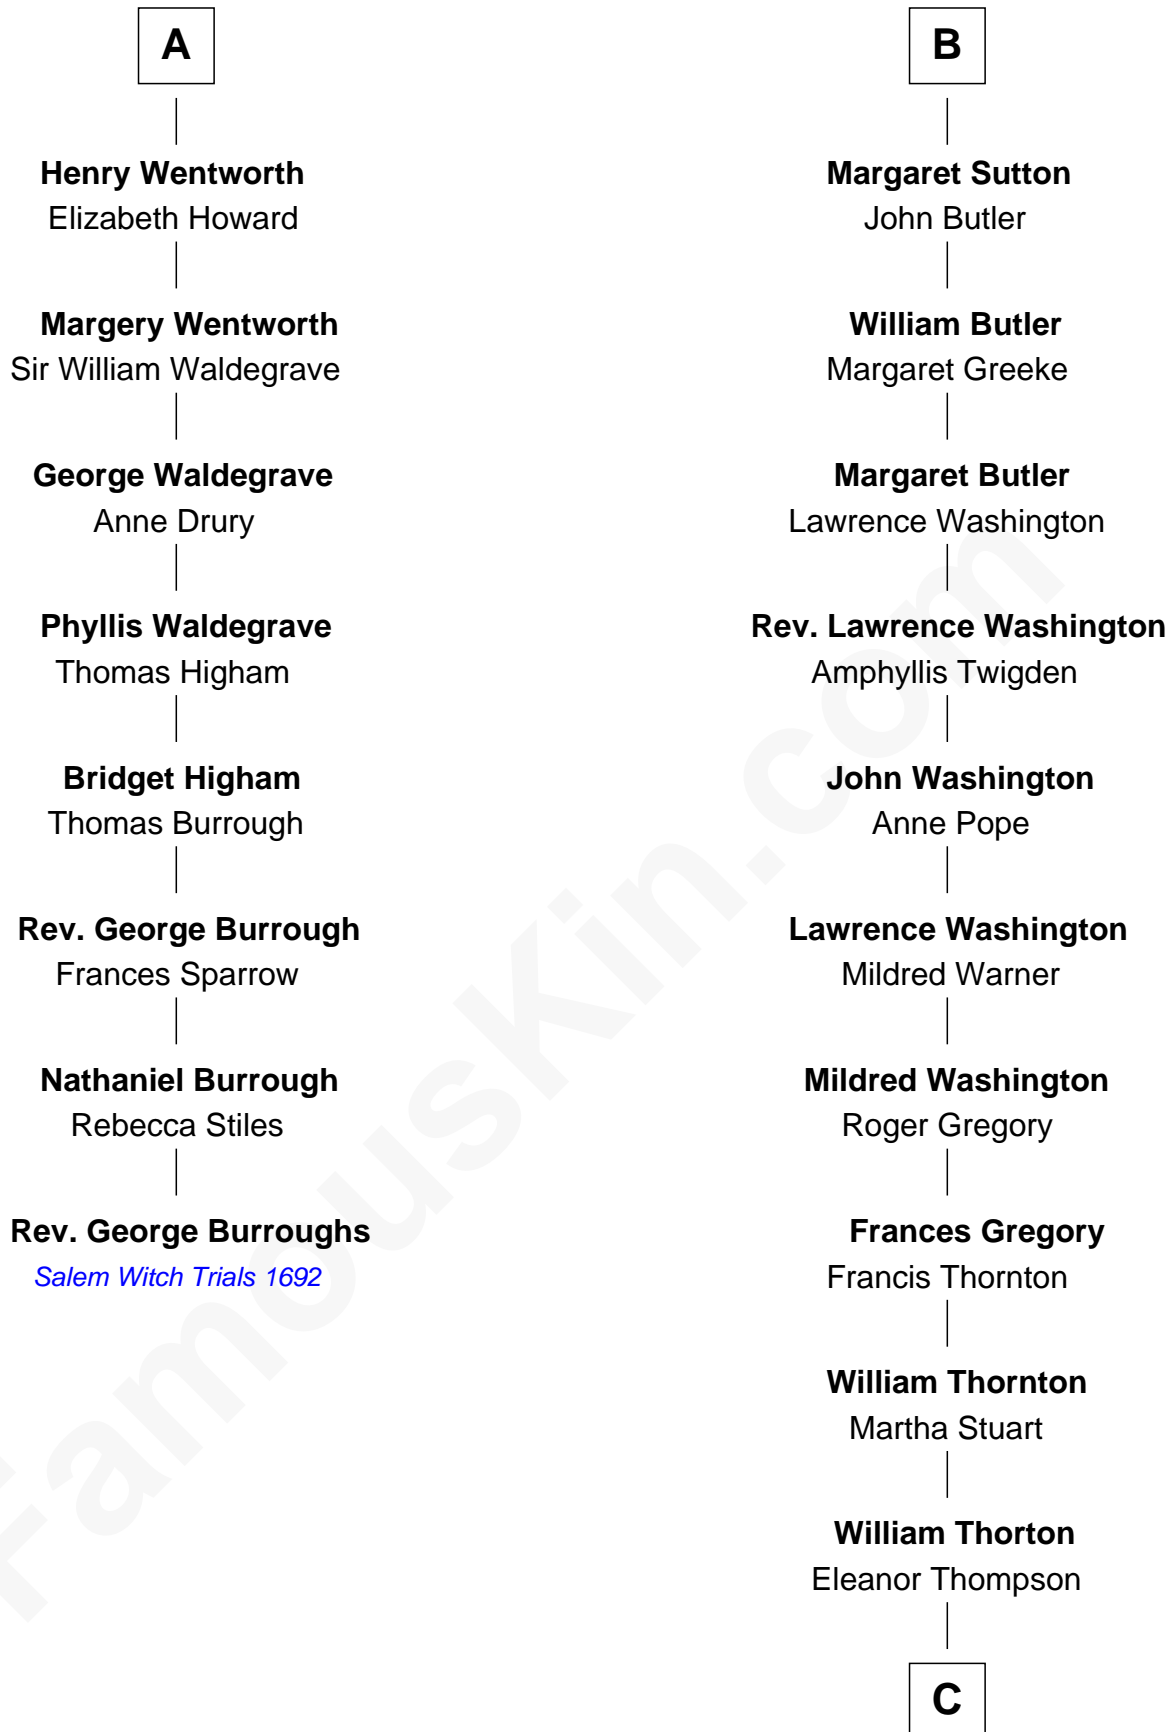 A
Henry Wentworth
Elizabeth Howard
Margery Wentworth
Sir William Waldegrave
George Waldegrave
Anne Drury
Phyllis Waldegrave
Thomas Higham
Bridget Higham
Thomas Burrough
Rev. George Burrough
Frances Sparrow
Nathaniel Burrough
Rebecca Stiles
Rev. George Burroughs
Salem Witch Trials 1692
B
Margaret Sutton
John Butler
William Butler
Margaret Greeke
Margaret Butler
Lawrence Washington
Rev. Lawrence Washington
Amphyllis Twigden
John Washington
Anne Pope
Lawrence Washington
Mildred Warner
Mildred Washington
Roger Gregory
Frances Gregory
Francis Thornton
William Thornton
Martha Stuart
William Thorton
Eleanor Thompson
C
FamousKin.com